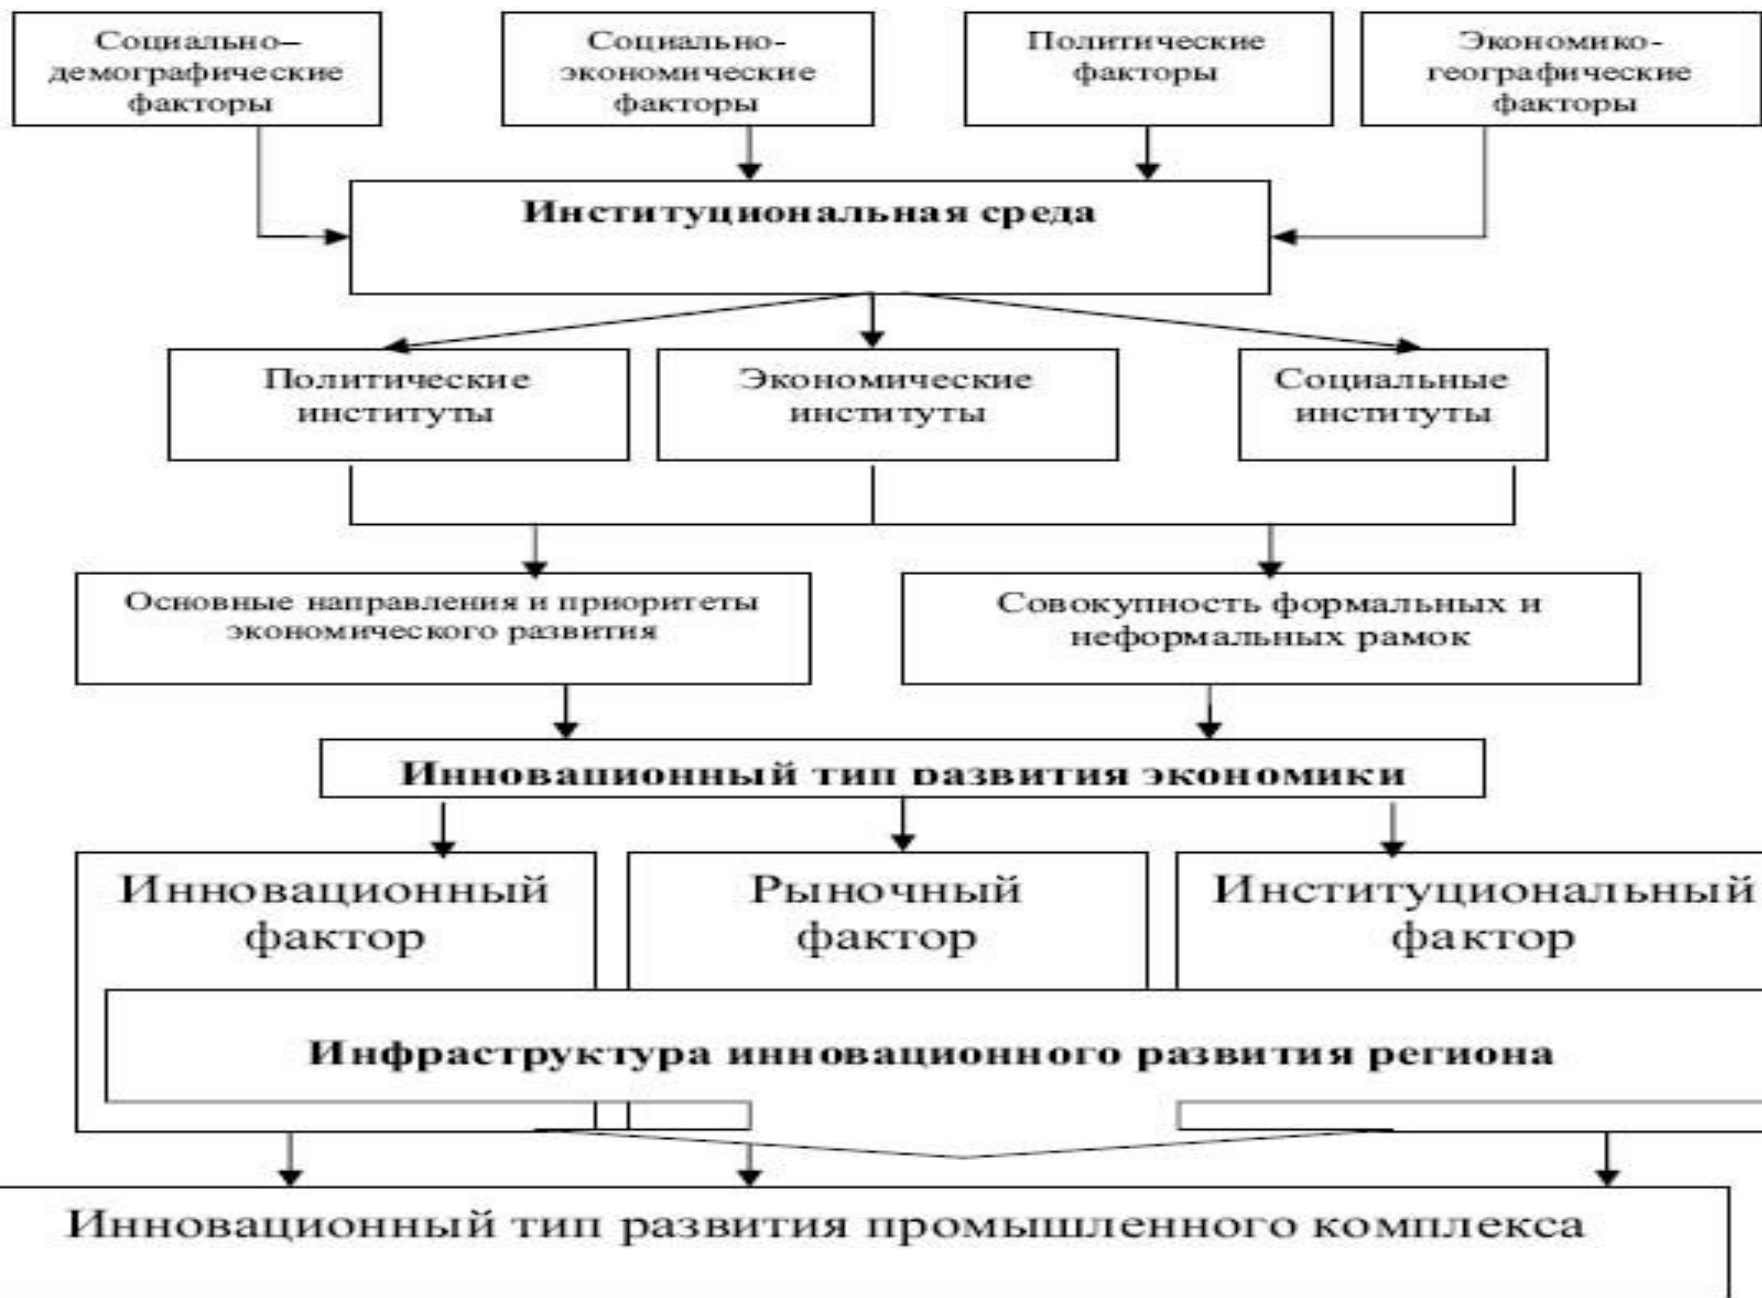 Социально–
демографические
факторы
Социально-
экономические
факторы
Политические
факторы
Экономико-
географические
факторы
Институциональная среда
Политические
институты
Экономические
институты
Социальные
институты
Основные направления и приоритеты
экономического развития
Совокупность формальных и
неформальных рамок
Инновационный тип развития экономики
Инновационный
фактор
Рыночный
фактор
Институциональный
фактор
Инфраструктура инновационного развития региона
Инновационный тип развития промышленного комплекса